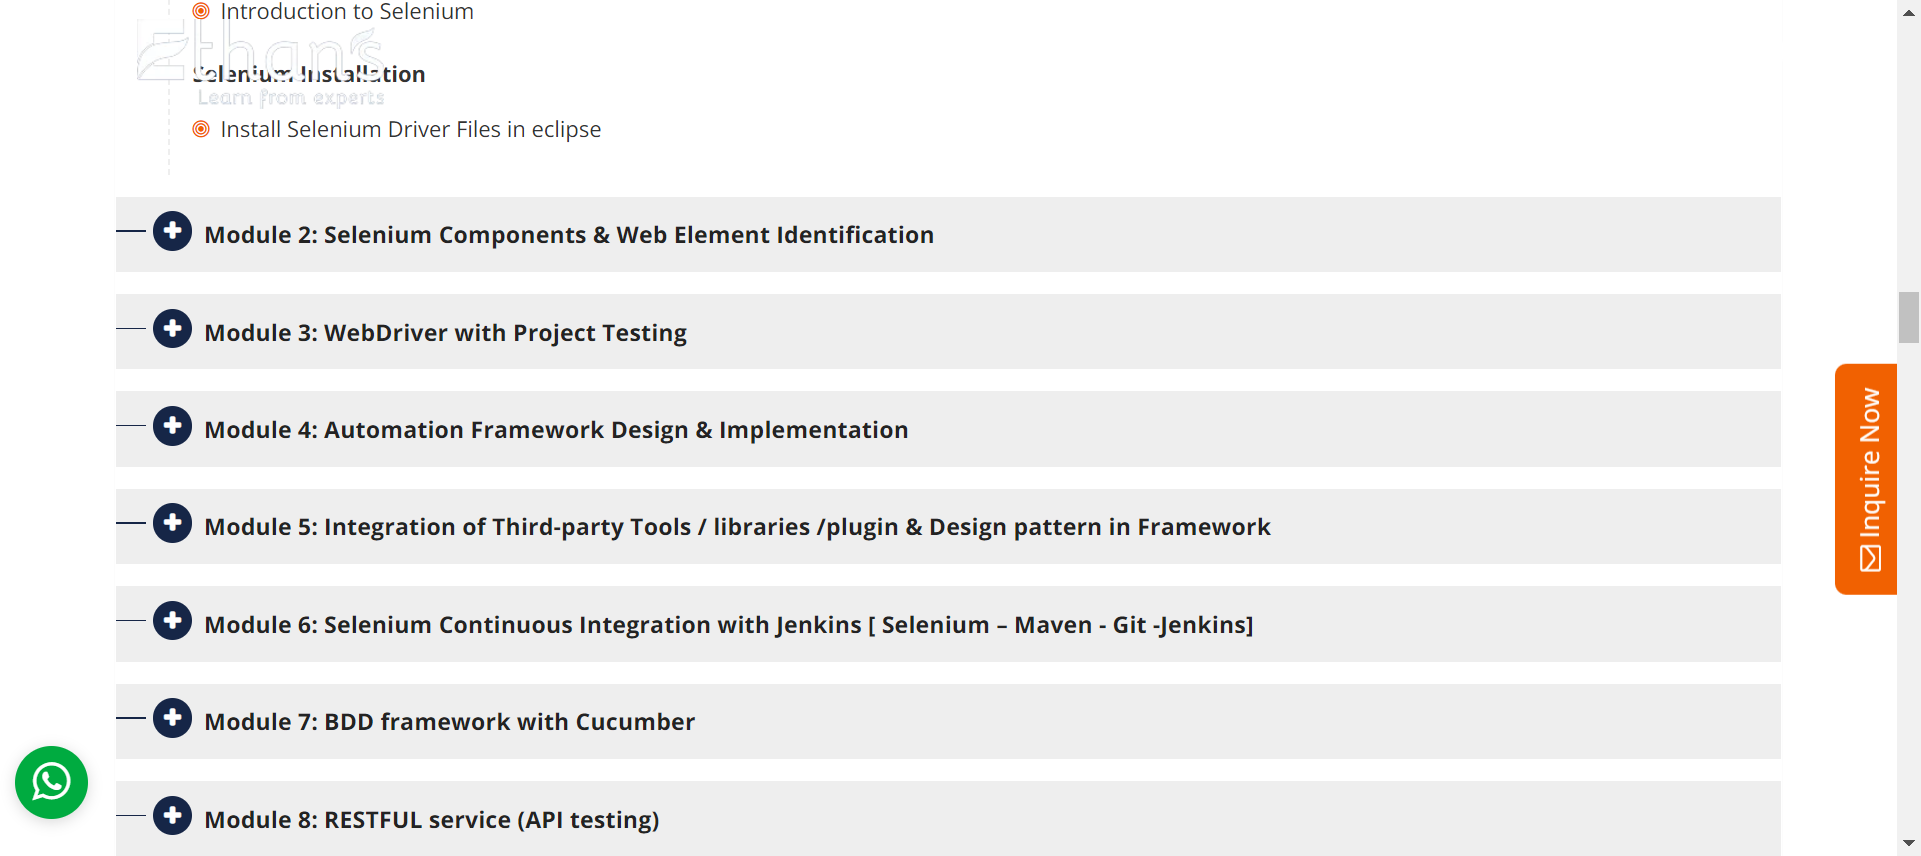 Introduction to Selenium
Ethan's
Selenium Installation
Learn from experts
Install Selenium Driver Files in eclipse
Module 2: Selenium Components & Web Element Identification
Module 3: WebDriver with Project Testing
Module 4: Automation Framework Design & Implementation
Module 5: Integration of Third-party Tools / libraries /plugin & Design pattern in Framework
Module 6: Selenium Continuous Integration with Jenkins [ Selenium – Maven - Git -Jenkins]
Module 7: BDD framework with Cucumber
Module 8: RESTFUL service (API testing)
Inquire Now